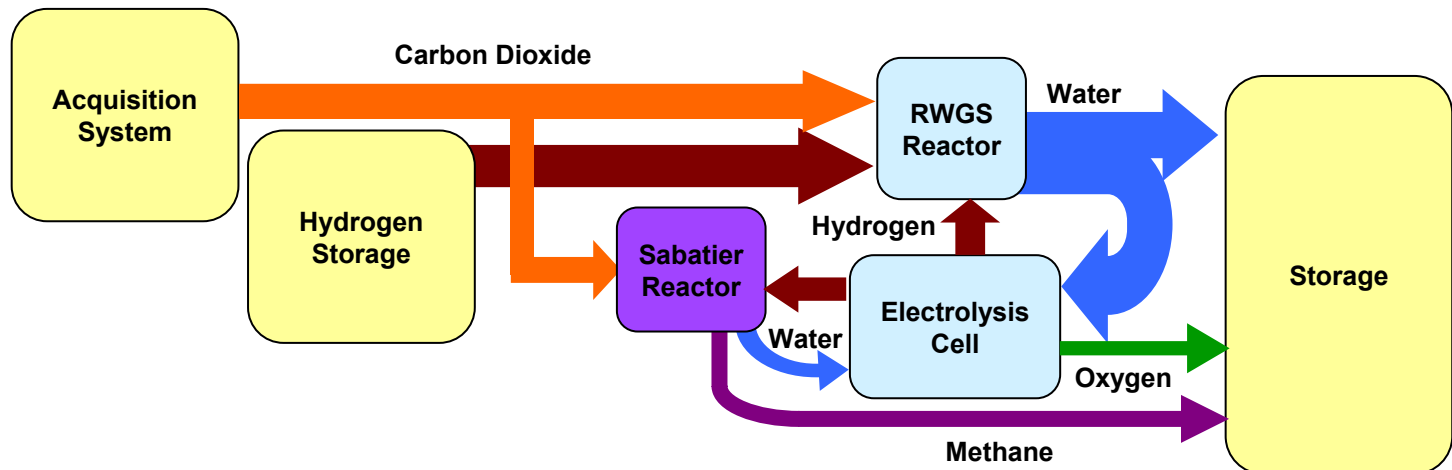 Carbon Dioxide
Acquisition
System
RWGS
Reactor
Water
Hydrogen
Storage
Hydrogen
Sabatier
Reactor
Storage
Electrolysis
Cell
Water
Oxygen
Methane